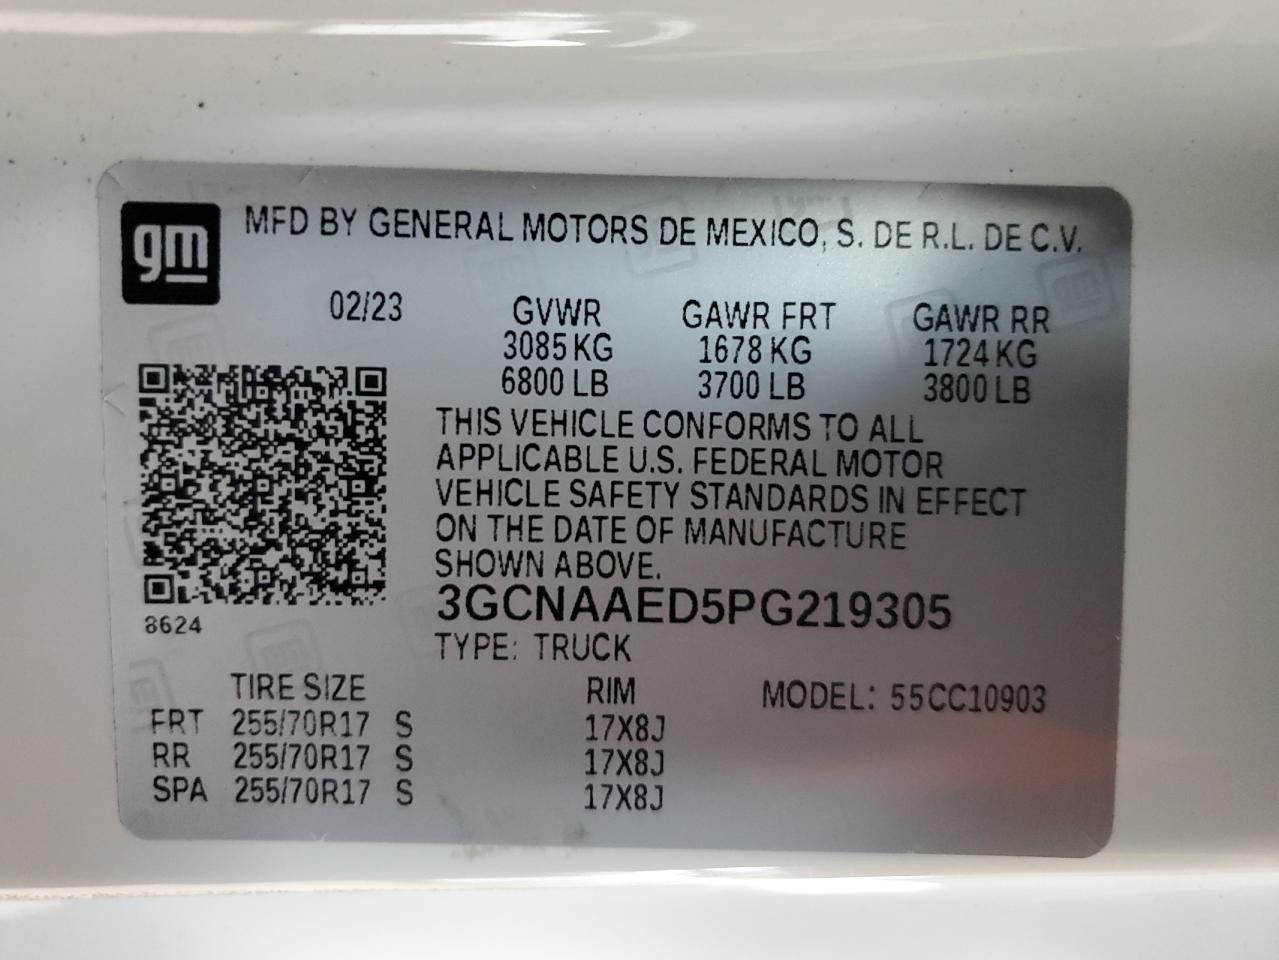 gm MFD BY GENERAL MOTORS DE MEXICO, S. DE R.L. DE C.V.
02/23 GVWR GAWR FRT GAWR RR
3085 KG 1678 KG 1724 KG
6800 LB 3700 LB 3800 LB
THIS VEHICLE CONFORMS TO ALL
APPLICABLE U.S. FEDERAL MOTOR
VEHICLE SAFETY STANDARDS IN EFFECT
ON THE DATE OF MANUFACTURE
SHOWN ABOVE.
3GCNAAED5PG219305
8624
TYPE: TRUCK
TIRE SIZE RIM MODEL: 55CC10903
FRT 255/70R17 S 17X8J
RR 255/70R17 S 17X8J
SPA 255/70R17 S 17X8J